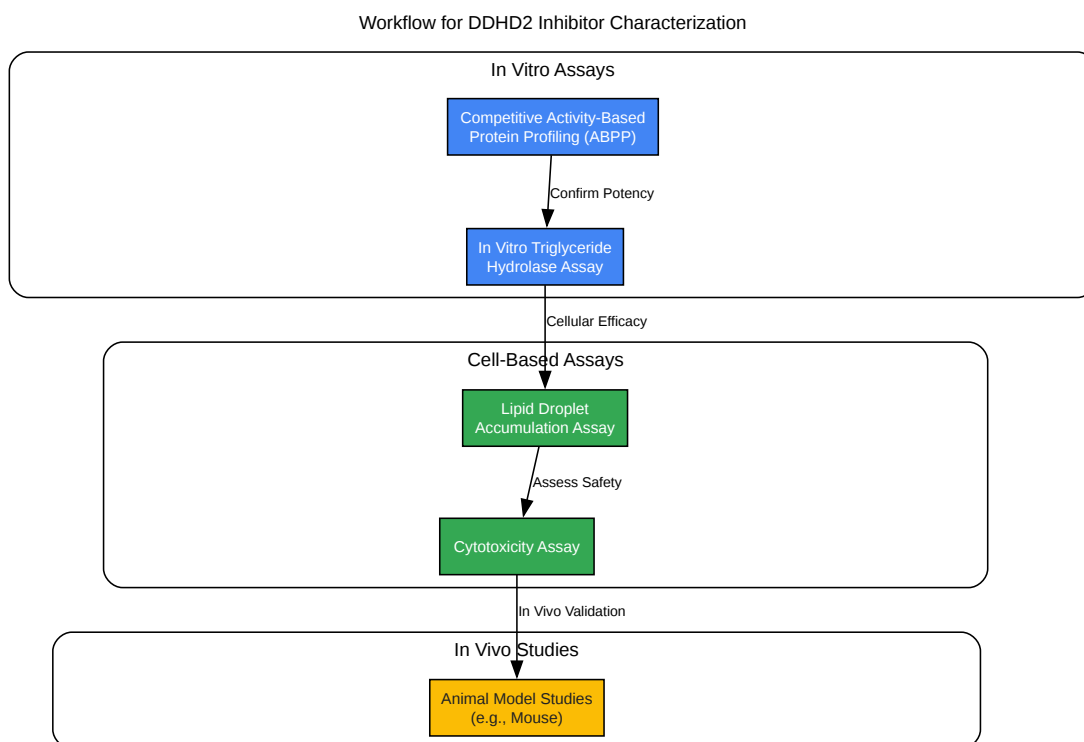 Workflow for DDHD2 Inhibitor Characterization
In Vitro Assays
Competitive Activity-Based
Protein Profiling (ABPP)
Confirm Potency
In Vitro Triglyceride
Hydrolase Assay
Cellular Efficacy
Cell-Based Assays
Lipid Droplet
Accumulation Assay
Assess Safety
Cytotoxicity Assay
In Vivo Validation
In Vivo Studies
Animal Model Studies
(e.g., Mouse)